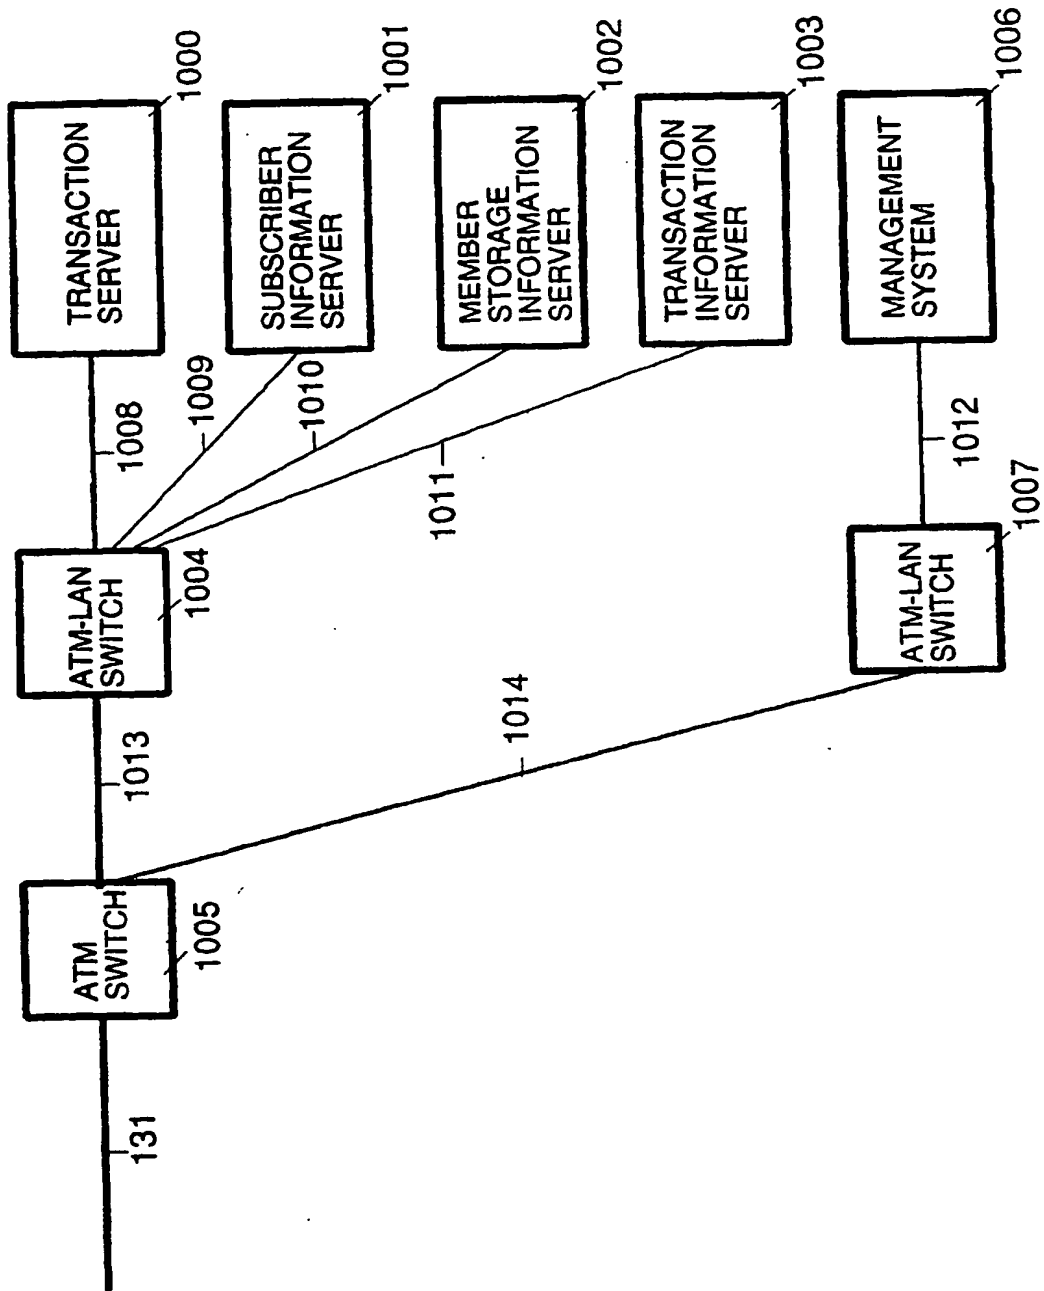 TRANSACTION
SERVER
1000
SUBSCRIBER
INFORMATION
SERVER
1001
MEMBER
STORAGE
INFORMATION
SERVER
1002
TRANSACTION
INFORMATION
SERVER
1003
MANAGEMENT
SYSTEM
1006
1008
1009
1010
1011
1012
ATM-LAN
SWITCH
1004
ATM-LAN
SWITCH
1007
1013
1014
ATM
SWITCH
1005
131